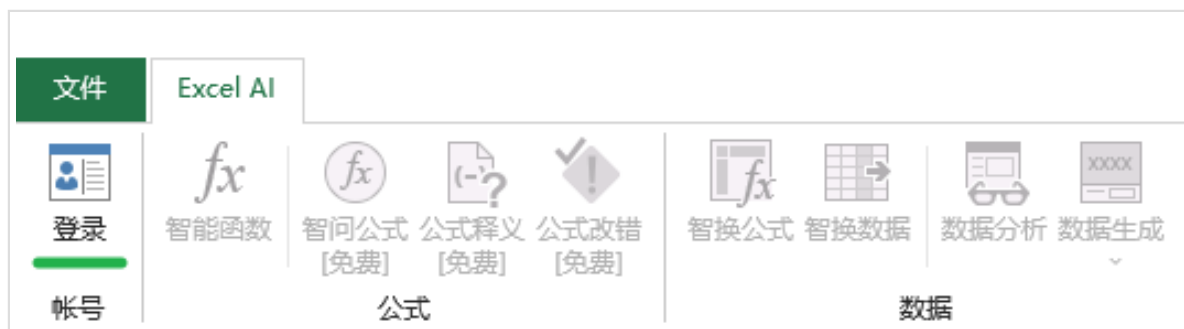 文件 Excel AI
登录 智能函数 智问公式 公式释义 公式改错 智换公式 智换数据 数据分析 数据生成
[免费] [免费] [免费]
帐号 公式 数据